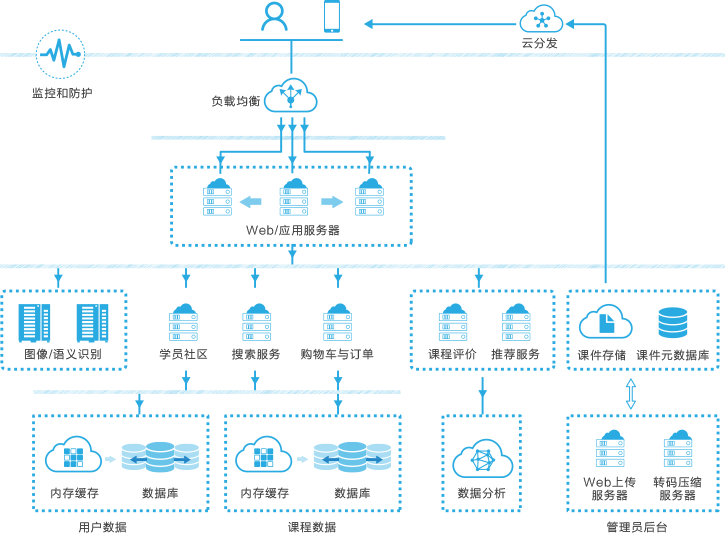 云分发
监控和防护
负载均衡
Web/应用服务器
图像/语义识别
学员社区
搜索服务
购物车与订单
课程评价
推荐服务
课件存储
课件元数据库
内存缓存
数据库
内存缓存
数据库
数据分析
Web上传
服务器
转码压缩
服务器
用户数据
课程数据
管理员后台